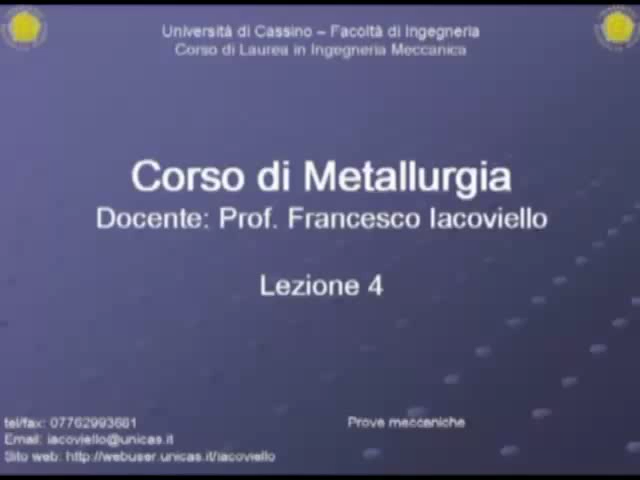 Università di Cassino – Facoltà di Ingegneria
Corso di Laurea in Ingegneria Meccanica
Corso di Metallurgia
Docente: Prof. Francesco Iacoviello
Lezione 4
tel/fax: 07762993681
Prove meccaniche
Email: iacoviello@unicas.it
Sito web: http://webuser.unicas.it/iacoviello